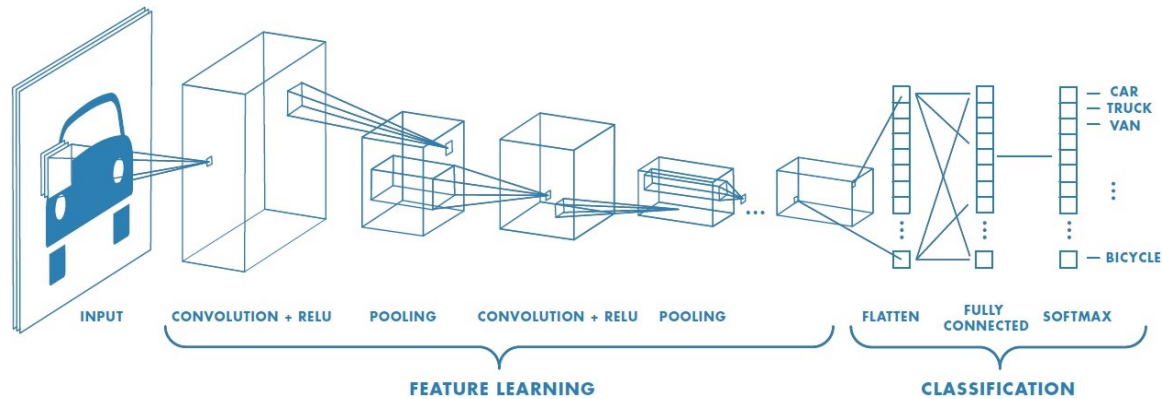 CAR
TRUCK
VAN
BICYCLE
INPUT
CONVOLUTION + RELU
POOLING
CONVOLUTION + RELU
POOLING
FLATTEN
FULLY
CONNECTED
SOFTMAX
FEATURE LEARNING
CLASSIFICATION